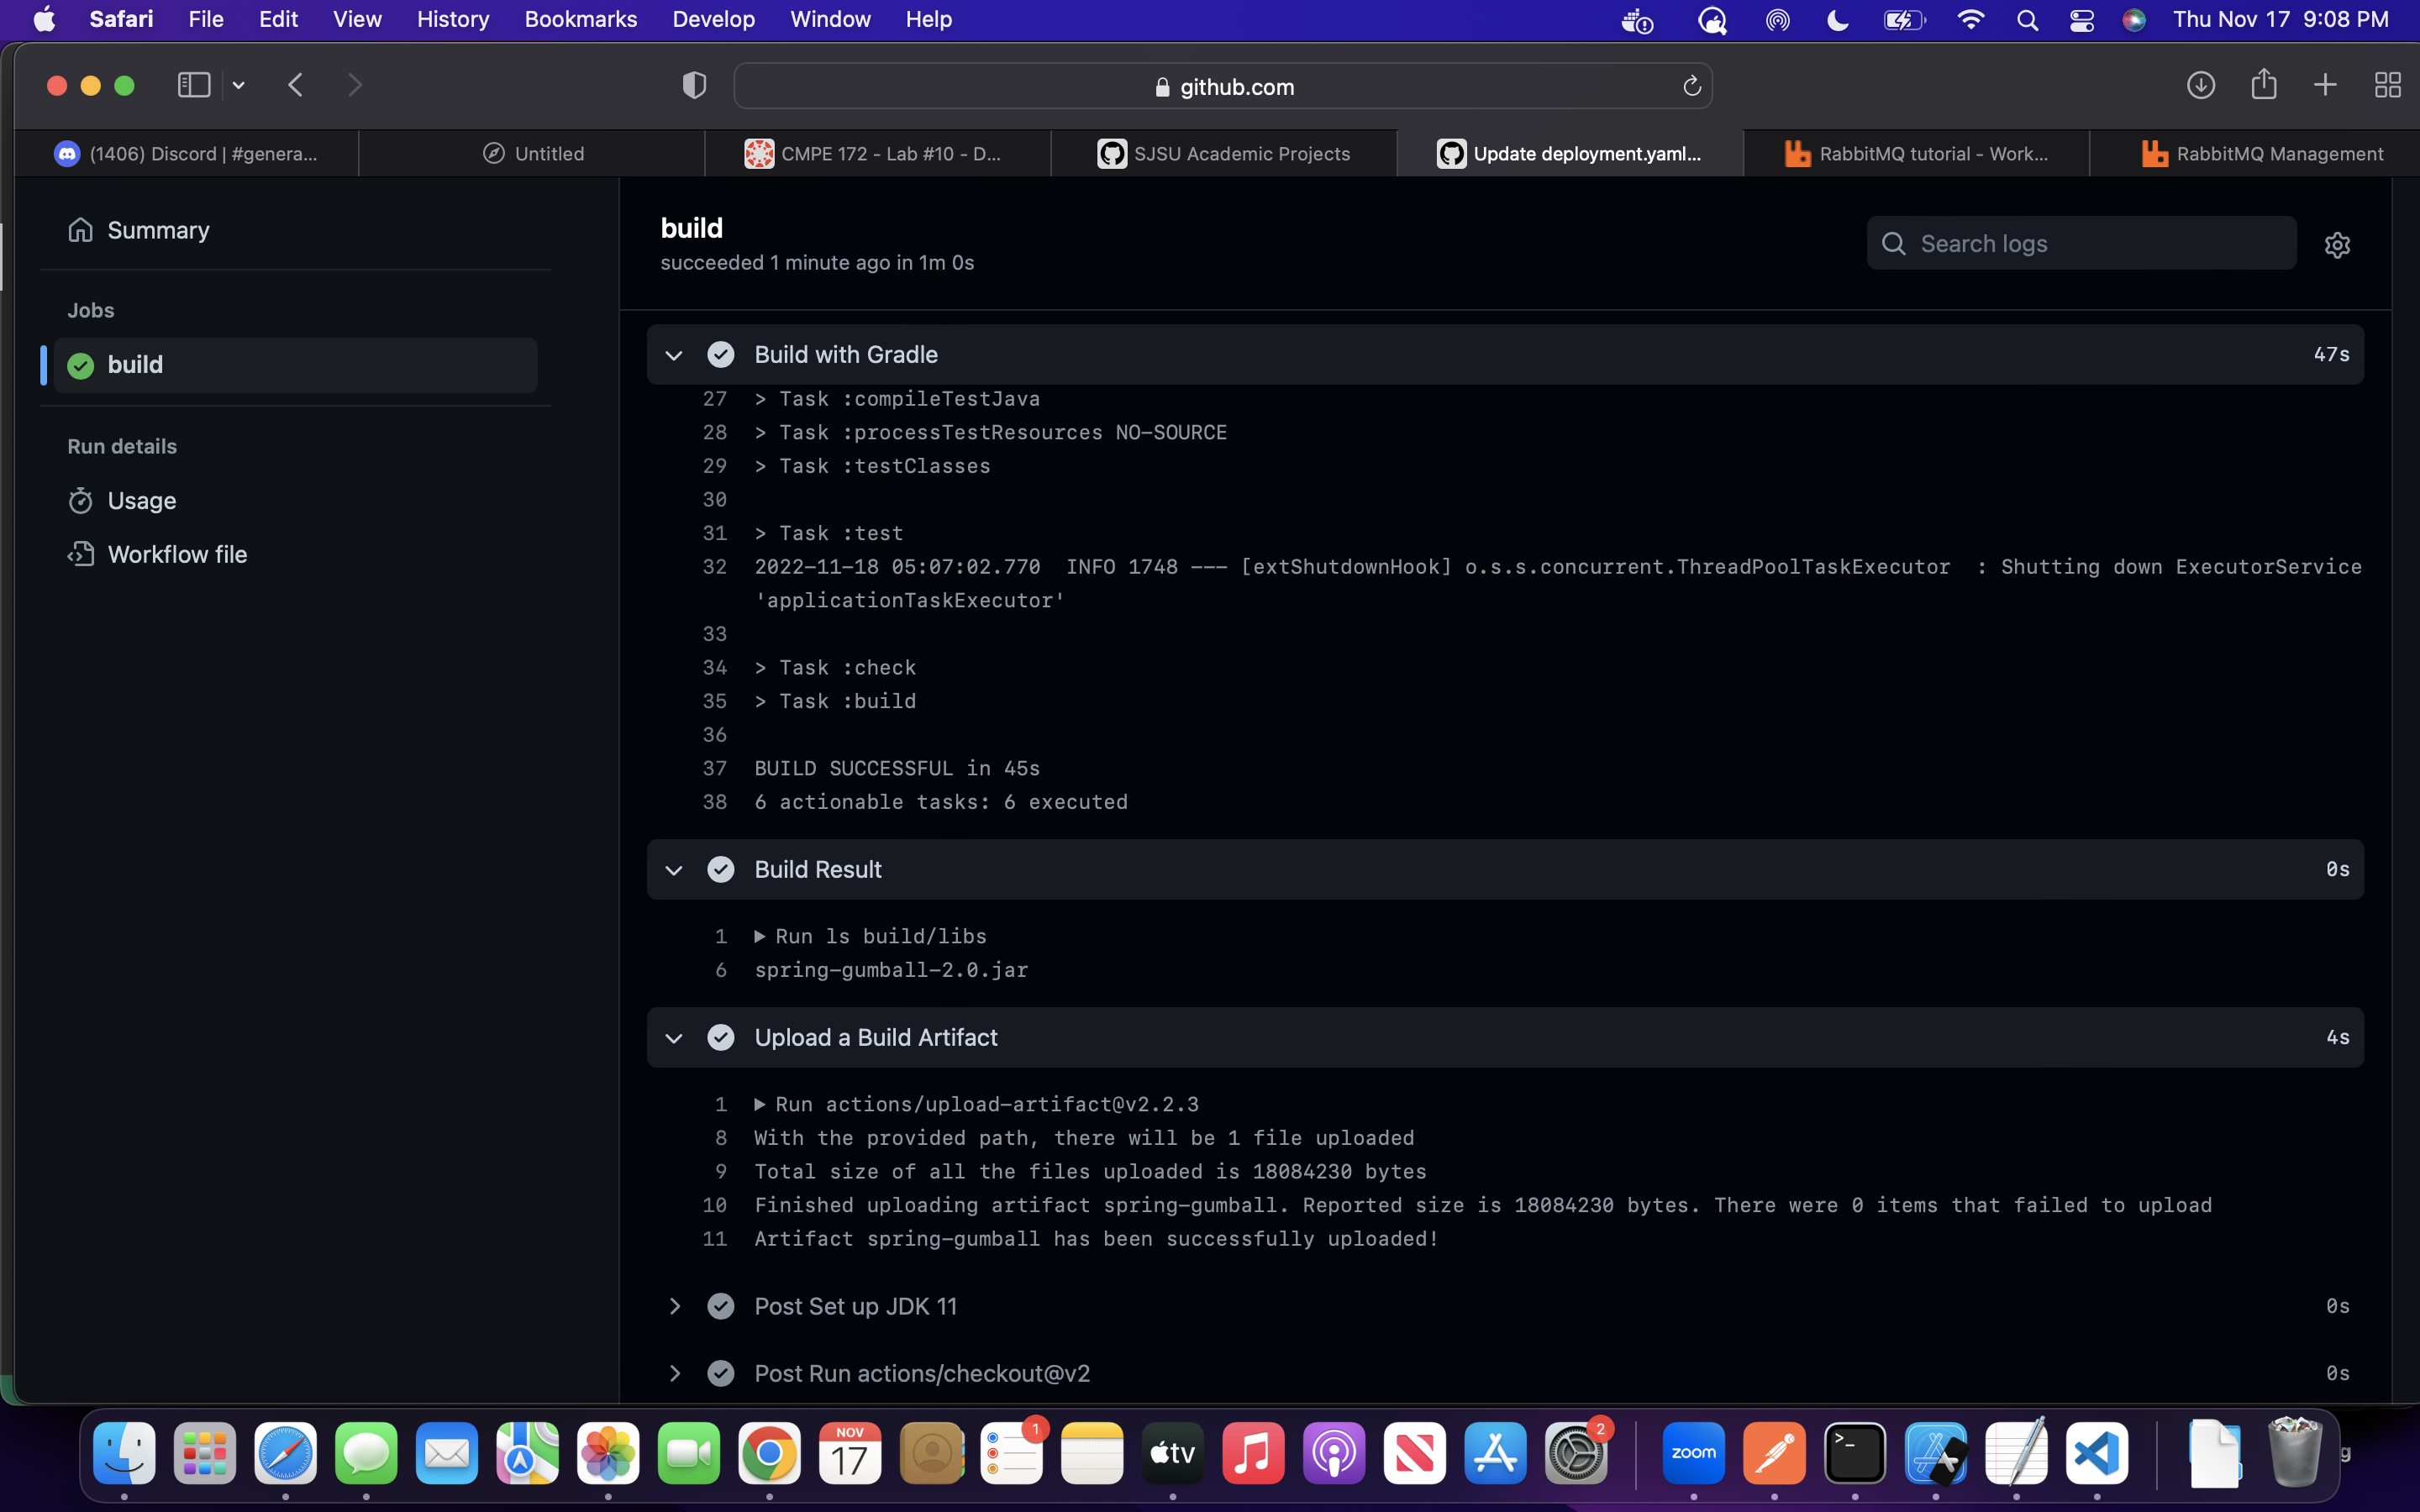 Safari File Edit View History Bookmarks Develop Window Help Thu Nov 17 9:08 PM
github.com
(1406) Discord | #genera... Untitled CMPE 172 - Lab #10 - D... SJSU Academic Projects Update deployment.yaml... RabbitMQ tutorial - Work... RabbitMQ Management
Summary
Jobs
build
Run details
Usage
Workflow file
build
succeeded 1 minute ago in 1m 0s
Search logs
Build with Gradle 47s
27 > Task :compileTestJava
28 > Task :processTestResources NO-SOURCE
29 > Task :testClasses
30
31 > Task :test
32 2022-11-18 05:07:02.770  INFO 1748 --- [extShutdownHook] o.s.s.concurrent.ThreadPoolTaskExecutor  : Shutting down ExecutorService
'applicationTaskExecutor'
33
34 > Task :check
35 > Task :build
36
37 BUILD SUCCESSFUL in 45s
38 6 actionable tasks: 6 executed
Build Result 0s
1 ▶ Run ls build/libs
6 spring-gumball-2.0.jar
Upload a Build Artifact 4s
1 ▶ Run actions/upload-artifact@v2.2.3
8 With the provided path, there will be 1 file uploaded
9 Total size of all the files uploaded is 18084230 bytes
10 Finished uploading artifact spring-gumball. Reported size is 18084230 bytes. There were 0 items that failed to upload
11 Artifact spring-gumball has been successfully uploaded!
Post Set up JDK 11 0s
Post Run actions/checkout@v2 0s
NOV
17
1
tv
2
zoom
>_
g